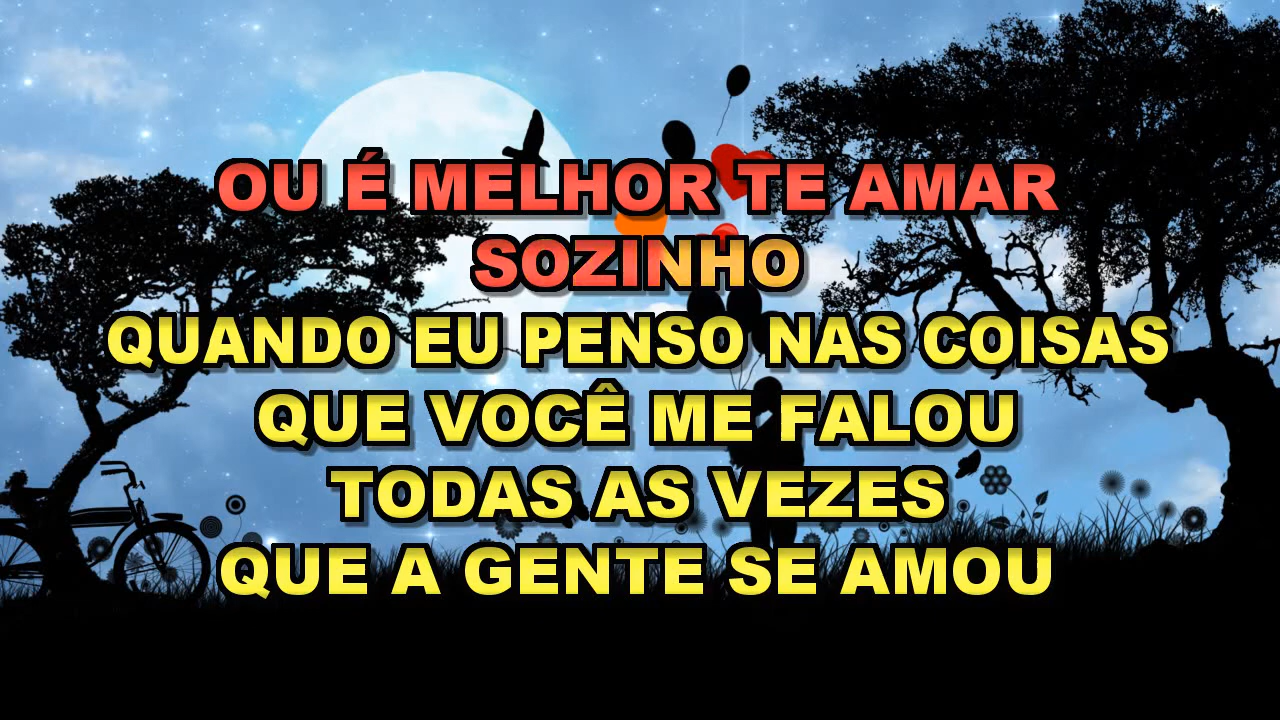 OU É MELHOR TE AMAR
SOZINHO
QUANDO EU PENSO NAS COISAS
QUE VOCÊ ME FALOU
TODAS AS VEZES
QUE A GENTE SE AMOU